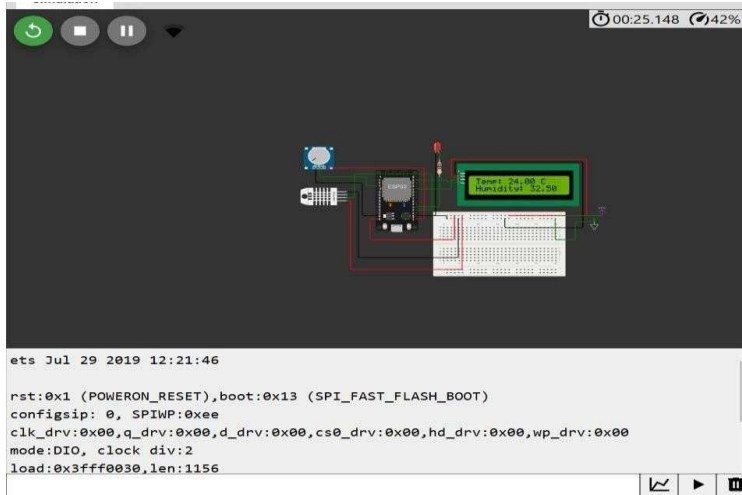 00:25.148 42%
ESP32
Temp: 24.00 C
Humidity: 32.50
ets Jul 29 2019 12:21:46
rst:0x1 (POWERON_RESET),boot:0x13 (SPI_FAST_FLASH_BOOT)
configsip: 0, SPIWP:0xee
clk_drv:0x00,q_drv:0x00,d_drv:0x00,cs0_drv:0x00,hd_drv:0x00,wp_drv:0x00
mode:DIO, clock div:2
load:0x3fff0030,len:1156